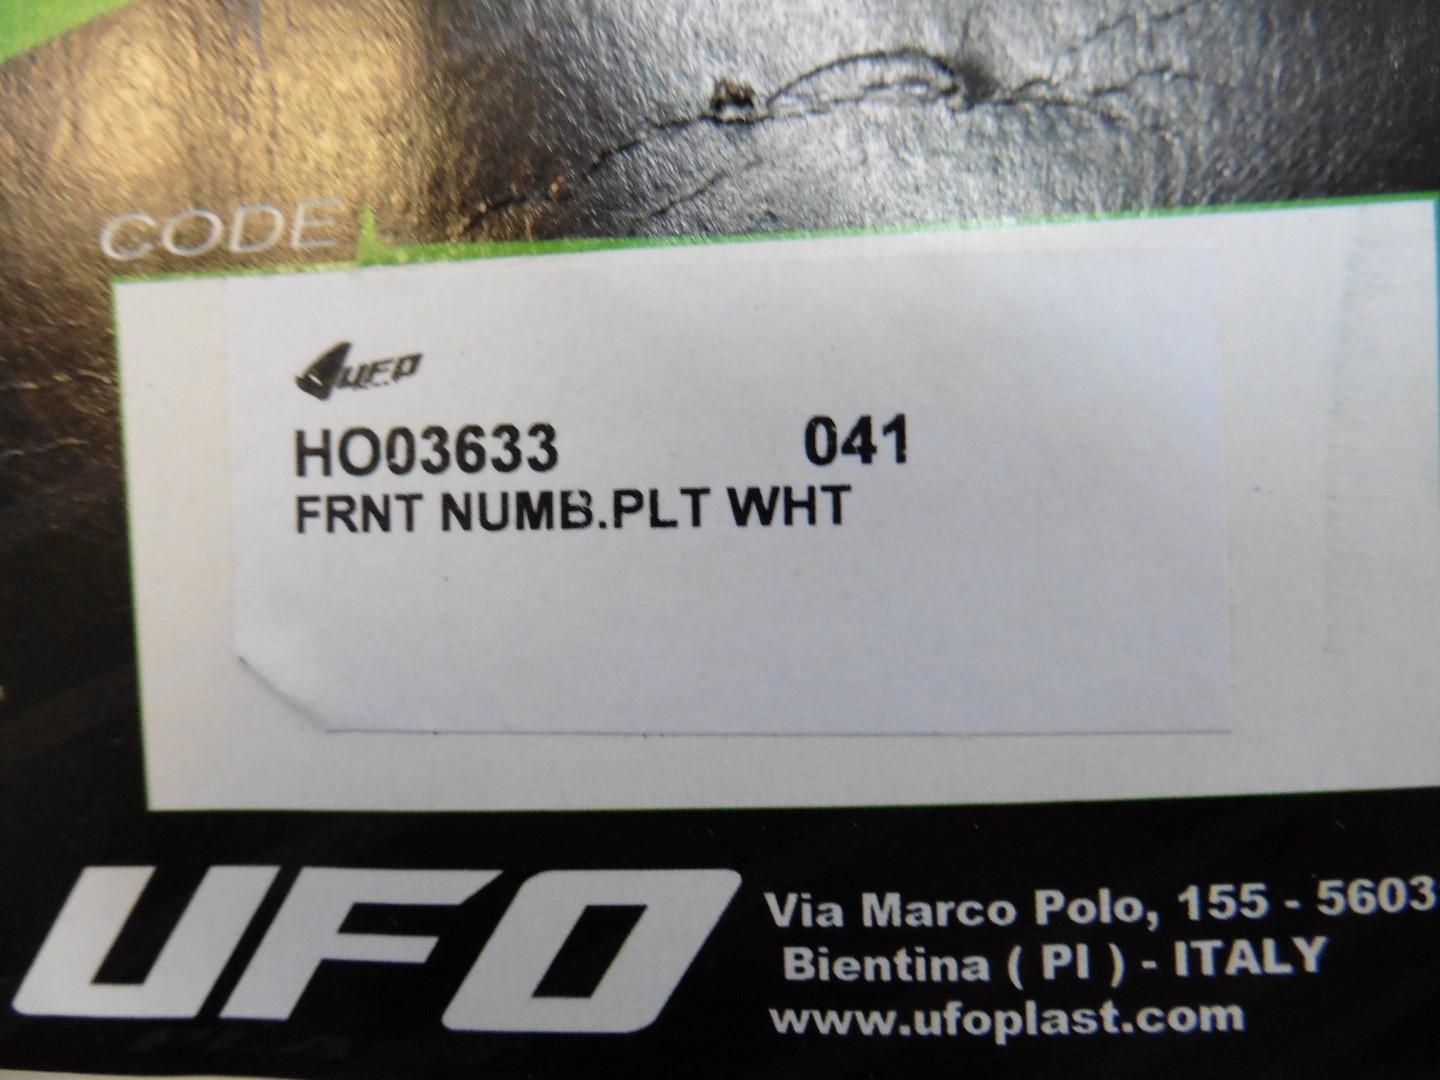 CODE
UFO
HO03633 041
FRNT NUMB.PLT WHT
UFO
Via Marco Polo, 155 - 5603
Bientina ( PI ) - ITALY
www.ufoplast.com